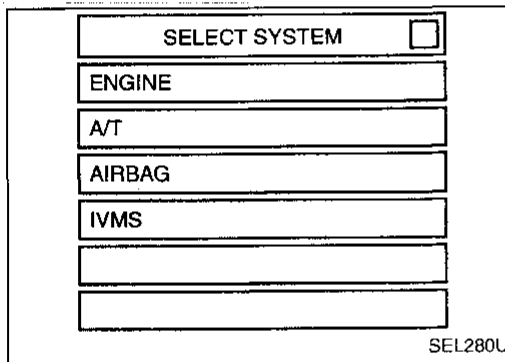 SELECT SYSTEM
ENGINE
A/T
AIRBAG
IVMS
SEL280U